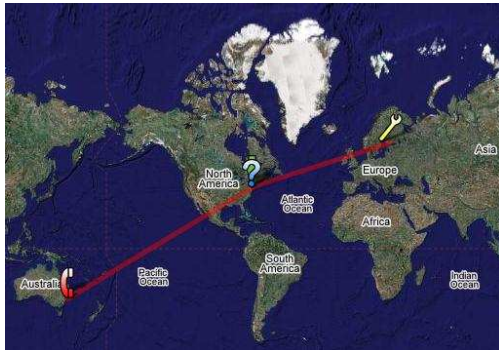 Asia
North
America
Europe
Atlantic
Ocean
Africa
South
America
Pacific
Ocean
Indian
Ocean
Australia